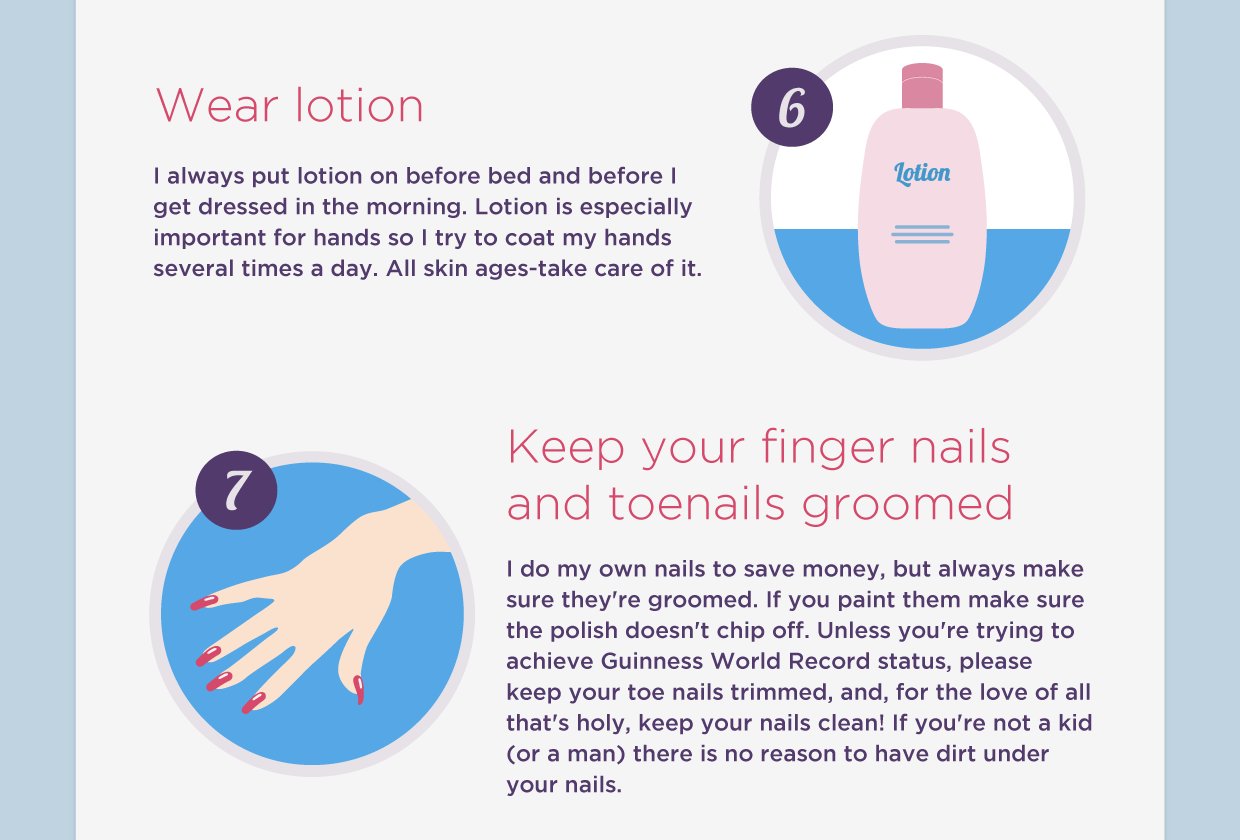 Wear lotion
6
I always put lotion on before bed and before I
get dressed in the morning. Lotion is especially
important for hands so I try to coat my hands
several times a day. All skin ages-take care of it.
Lotion
7
Keep your finger nails
and toenails groomed
I do my own nails to save money, but always make
sure they're groomed. If you paint them make sure
the polish doesn't chip off. Unless you're trying to
achieve Guinness World Record status, please
keep your toe nails trimmed, and, for the love of all
that's holy, keep your nails clean! If you're not a kid
(or a man) there is no reason to have dirt under
your nails.